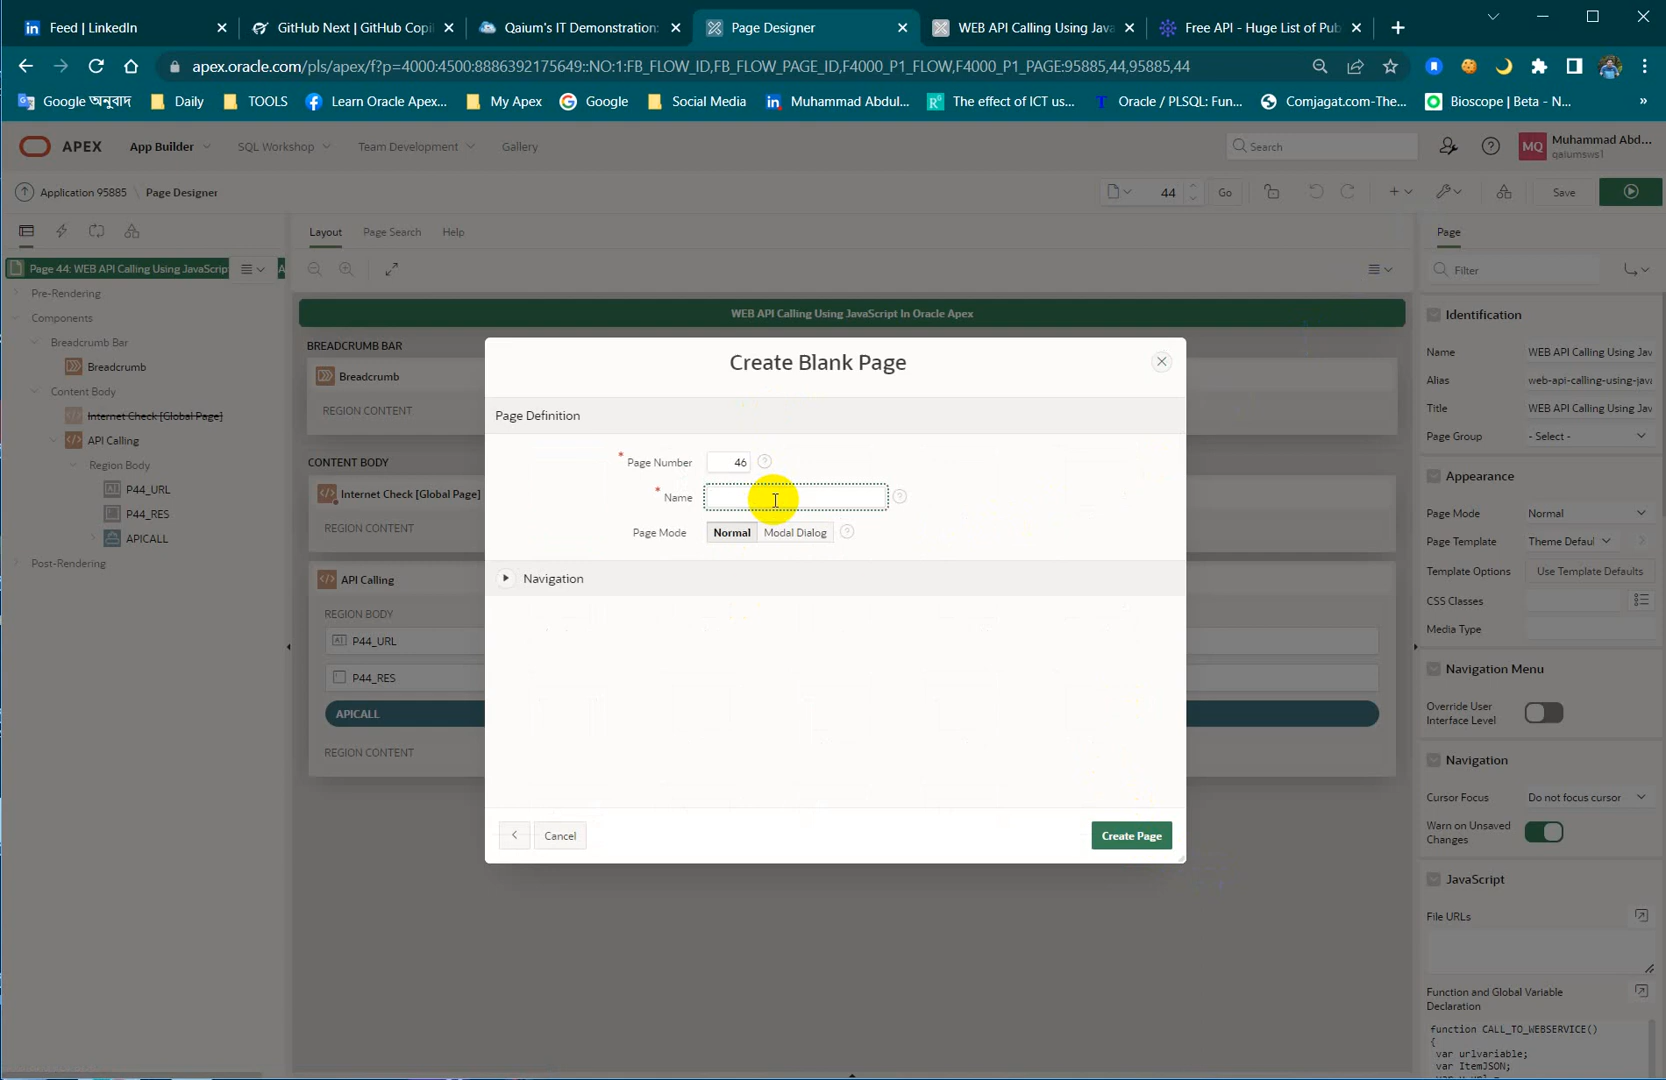 Feed | LinkedIn
GitHub Next | GitHub Copil
Qaium's IT Demonstration:
Page Designer
WEB API Calling Using Java
Free API - Huge List of Pub
apex.oracle.com/pls/apex/f?p=4000:4500:8886392175649::NO:1:FB_FLOW_ID,FB_FLOW_PAGE_ID,F4000_P1_FLOW,F4000_P1_PAGE:95885,44,95885,44
Google অনুবাদ
Daily
TOOLS
Learn Oracle Apex...
My Apex
Google
Social Media
Muhammad Abdul...
The effect of ICT us...
Oracle / PLSQL: Fun...
Comjagat.com-The...
Bioscope | Beta - N...
»
APEX
App Builder
SQL Workshop
Team Development
Gallery
Search
MQ
Muhammad Abd...
qaiumsws1
Application 95885 / Page Designer
44
Go
Save
Layout
Page Search
Help
Page
Page 44: WEB API Calling Using JavaScript
Pre-Rendering
Components
Breadcrumb Bar
Breadcrumb
Content Body
Internet Check [Global Page]
API Calling
Region Body
P44_URL
P44_RES
APICALL
Post-Rendering
WEB API Calling Using JavaScript In Oracle Apex
BREADCRUMB BAR
Breadcrumb
REGION CONTENT
CONTENT BODY
Internet Check [Global Page]
REGION CONTENT
API Calling
REGION BODY
P44_URL
P44_RES
APICALL
REGION CONTENT
Create Blank Page
Page Definition
* Page Number
46
* Name
Page Mode
Normal
Modal Dialog
Navigation
Cancel
Create Page
Filter
Identification
Name
WEB API Calling Using Jav
Alias
web-api-calling-using-java
Title
WEB API Calling Using Jav
Page Group
- Select -
Appearance
Page Mode
Normal
Page Template
Theme Defaul
Template Options
Use Template Defaults
CSS Classes
Media Type
Navigation Menu
Override User
Interface Level
Navigation
Cursor Focus
Do not focus cursor
Warn on Unsaved
Changes
JavaScript
File URLs
Function and Global Variable
Declaration
function CALL_TO_WEBSERVICE()
{
var urlvariable;
var ItemJSON;